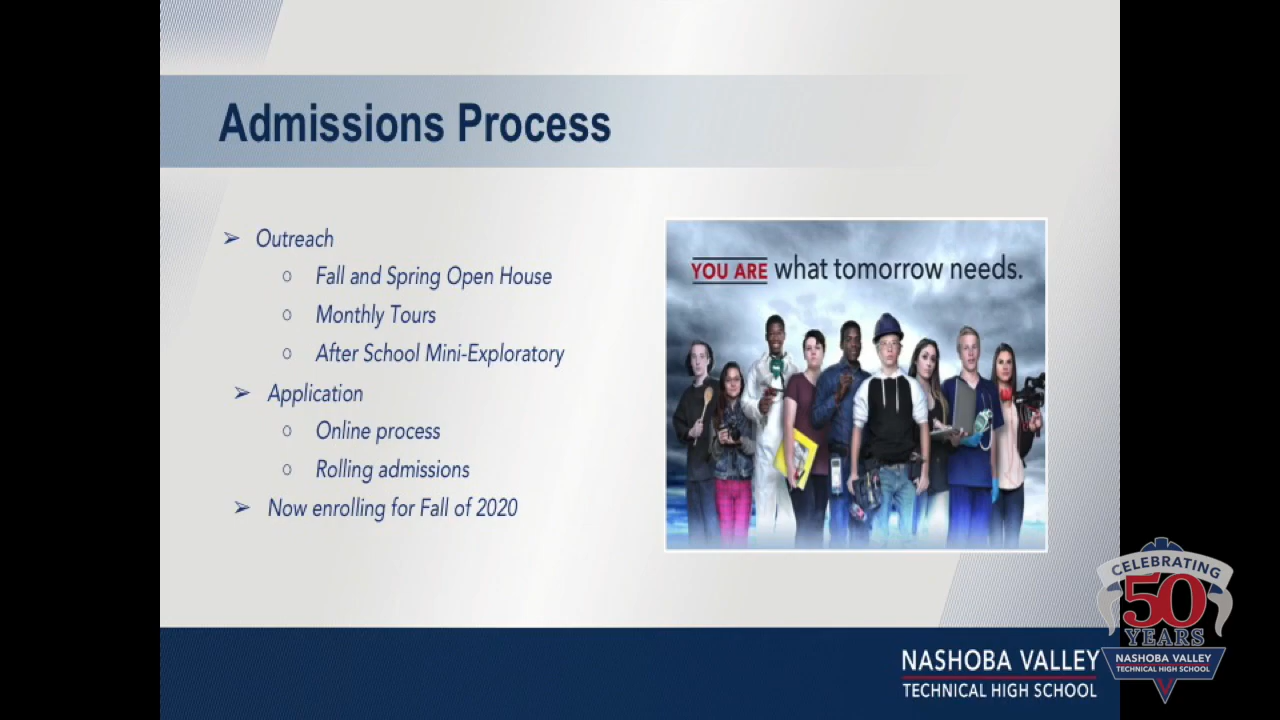 Admissions Process
➢ Outreach
○ Fall and Spring Open House
○ Monthly Tours
○ After School Mini-Exploratory
➢ Application
○ Online process
○ Rolling admissions
➢ Now enrolling for Fall of 2020
YOU ARE what tomorrow needs.
NASHOBA VALLEY
TECHNICAL HIGH SCHOOL
CELEBRATING
50
YEARS
NASHOBA VALLEY
TECHNICAL HIGH SCHOOL